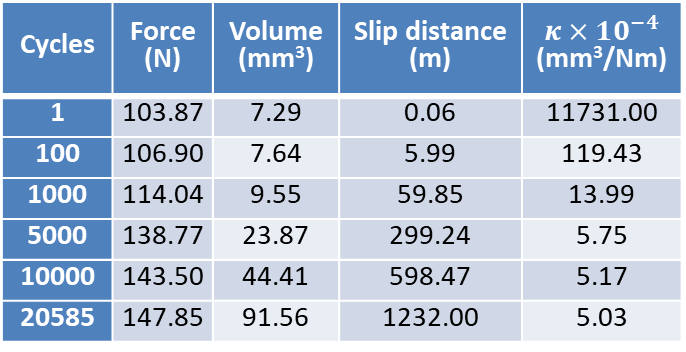 Cycles Force (N) Volume (mm³) Slip distance (m) κ × 10⁻⁴ (mm³/Nm)
1 103.87 7.29 0.06 11731.00
100 106.90 7.64 5.99 119.43
1000 114.04 9.55 59.85 13.99
5000 138.77 23.87 299.24 5.75
10000 143.50 44.41 598.47 5.17
20585 147.85 91.56 1232.00 5.03